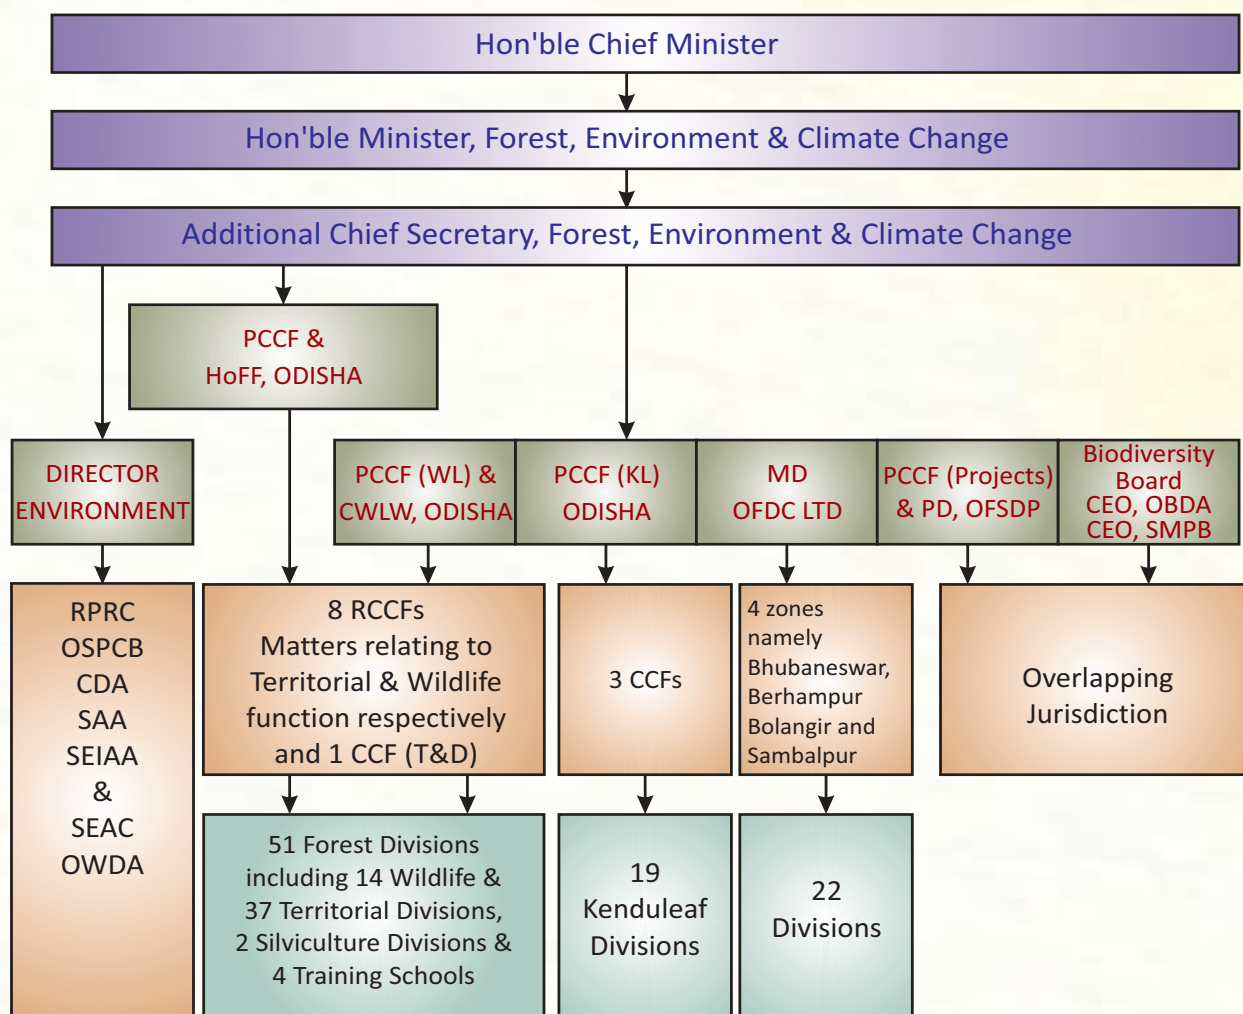 Hon'ble Chief Minister
Hon'ble Minister, Forest, Environment & Climate Change
Additional Chief Secretary, Forest, Environment & Climate Change
PCCF &
HoFF, ODISHA
DIRECTOR
ENVIRONMENT
PCCF (WL) &
CWLW, ODISHA
PCCF (KL)
ODISHA
MD
OFDC LTD
PCCF (Projects)
& PD, OFSDP
Biodiversity
Board
CEO, OBDA
CEO, SMPB
RPRC
OSPCB
CDA
SAA
SEIAA
&
SEAC
OWDA
8 RCCFs
Matters relating to
Territorial & Wildlife
function respectively
and 1 CCF (T&D)
3 CCFs
4 zones
namely
Bhubaneswar,
Berhampur
Bolangir and
Sambalpur
Overlapping
Jurisdiction
51 Forest Divisions
including 14 Wildlife &
37 Territorial Divisions,
2 Silviculture Divisions &
4 Training Schools
19
Kenduleaf
Divisions
22
Divisions